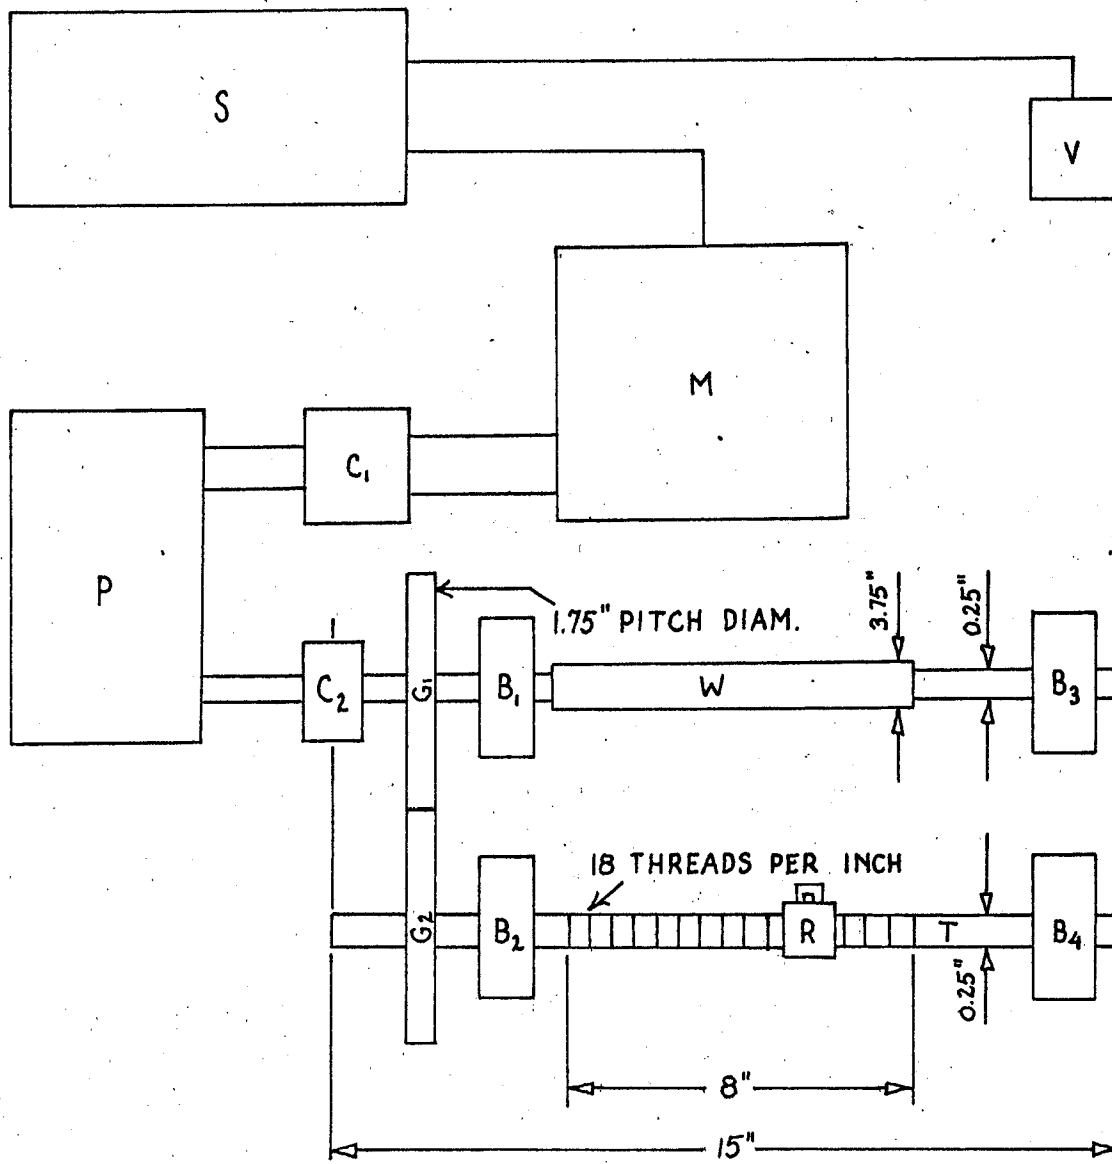 S
V
M
C₁
P
1.75" PITCH DIAM.
3.75"
0.25"
C₂
G₁
B₁
W
B₃
18 THREADS PER INCH
G₂
B₂
R
T
B₄
0.25"
8"
15"